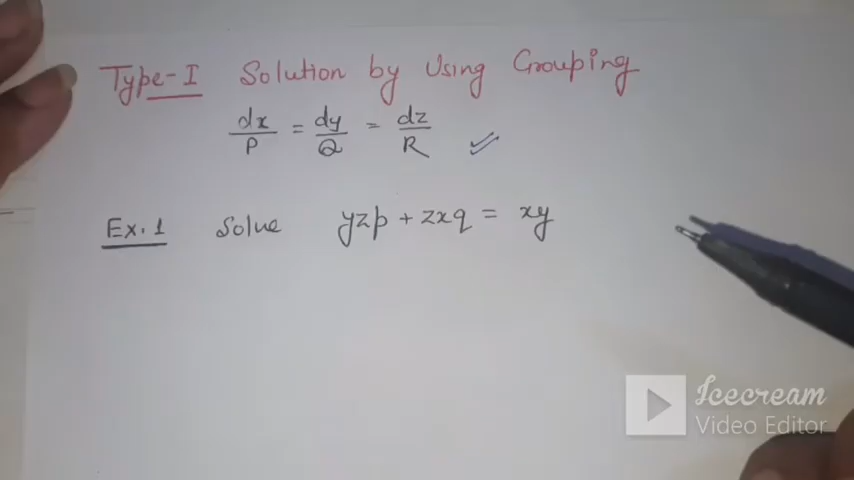 Type-I Solution by Using Grouping
dx/P = dy/Q = dz/R
Ex.1 Solve yzp + zxq = xy
Icecream
Video Editor